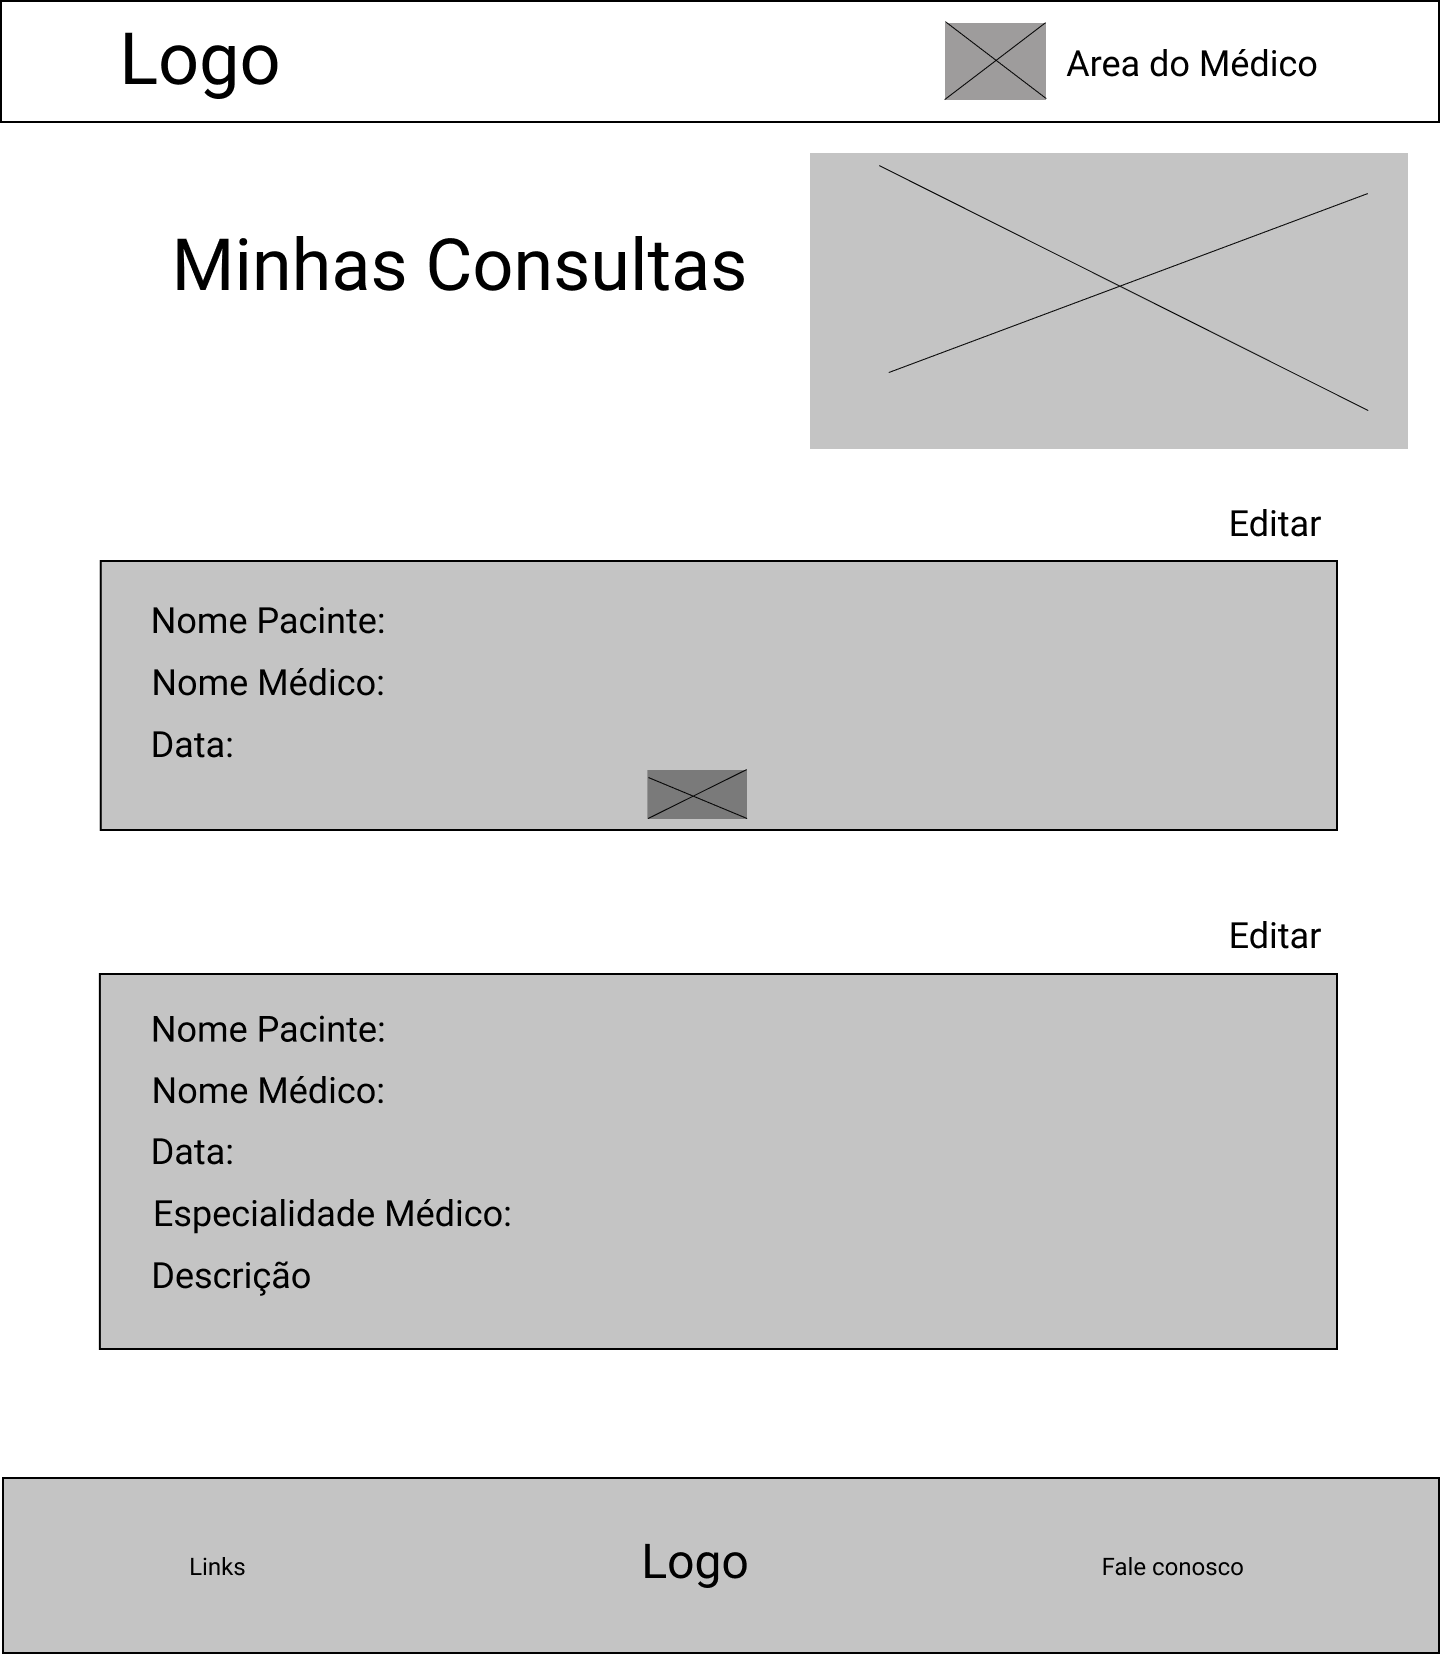 Logo
Area do Médico
Minhas Consultas
Editar
Nome Pacinte:
Nome Médico:
Data:
Editar
Nome Pacinte:
Nome Médico:
Data:
Especialidade Médico:
Descrição
Links
Logo
Fale conosco